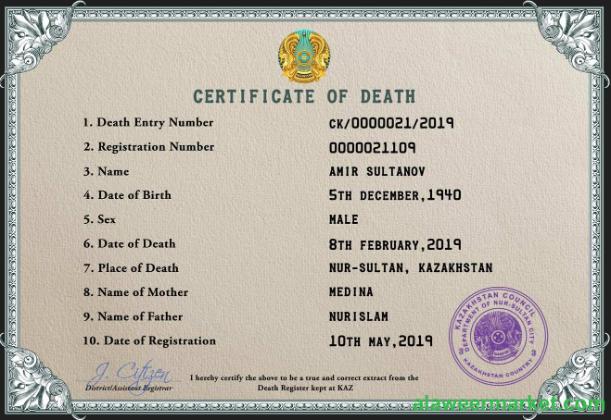 CERTIFICATE OF DEATH
1. Death Entry Number CK/0000021/2019
2. Registration Number 0000021109
3. Name AMIR SULTANOV
4. Date of Birth 5TH DECEMBER,1940
5. Sex MALE
6. Date of Death 8TH FEBRUARY,2019
7. Place of Death NUR-SULTAN, KAZAKHSTAN
8. Name of Mother MEDINA
9. Name of Father NURISLAM
10. Date of Registration 10TH MAY,2019
KAZAKHSTAN COUNCIL
DEPARTMENT OF NUR-SULTAN CITY
KAZAKHSTAN COUNTRY
J. Citizen
District/Assistant Registrar
I hereby certify the above to be a true and correct extract from the
Death Register kept at KAZ
alaweermarket.com